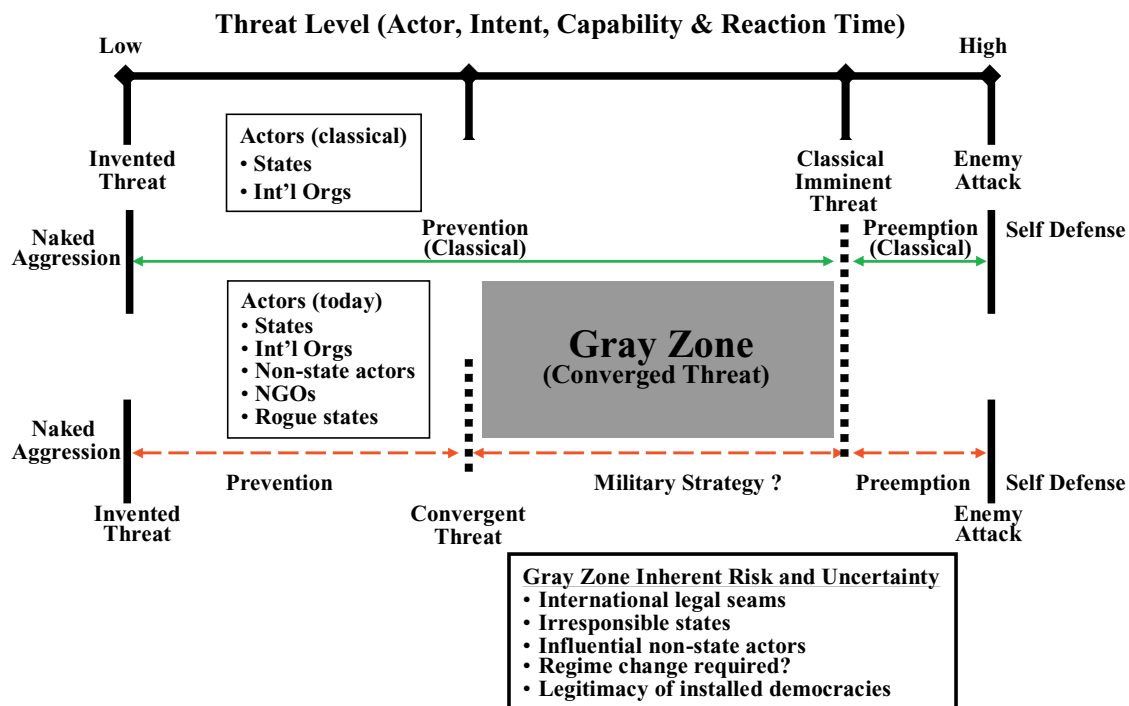 Threat Level (Actor, Intent, Capability & Reaction Time)
Low
High
Actors (classical)
• States
• Int'l Orgs
Invented
Threat
Classical
Imminent
Threat
Enemy
Attack
Naked
Aggression
Prevention
(Classical)
Preemption
(Classical)
Self Defense
Actors (today)
• States
• Int'l Orgs
• Non-state actors
• NGOs
• Rogue states
Gray Zone
(Converged Threat)
Naked
Aggression
Prevention
Military Strategy ?
Preemption
Self Defense
Invented
Threat
Convergent
Threat
Enemy
Attack
Gray Zone Inherent Risk and Uncertainty
• International legal seams
• Irresponsible states
• Influential non-state actors
• Regime change required?
• Legitimacy of installed democracies